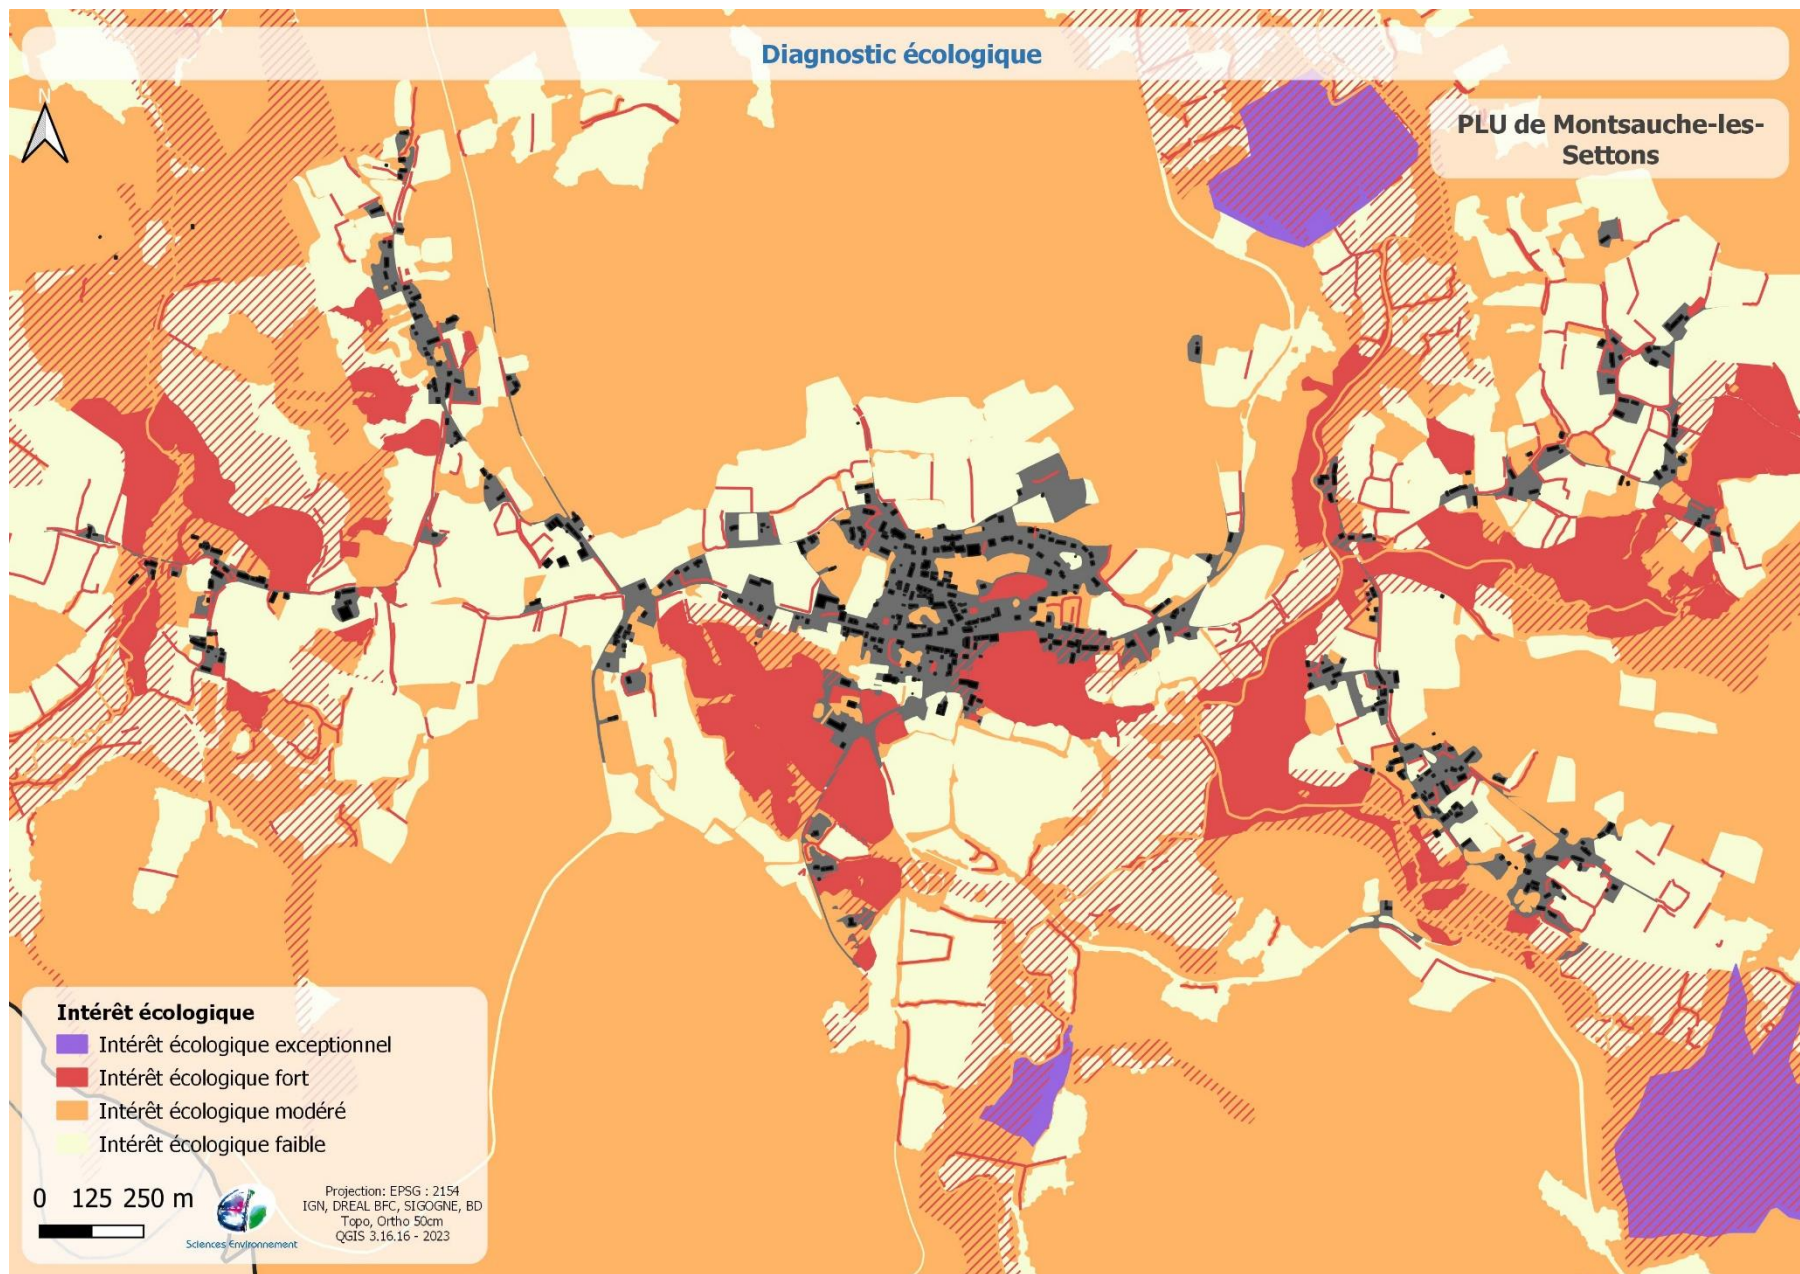 Diagnostic écologique
N
PLU de Montsauche-les-
Settons
Intérêt écologique
Intérêt écologique exceptionnel
Intérêt écologique fort
Intérêt écologique modéré
Intérêt écologique faible
0 125 250 m
Projection: EPSG : 2154
IGN, DREAL BFC, SIGOGNE, BD
Topo, Ortho 50cm
QGIS 3.16.16 - 2023
Sciences Environnement